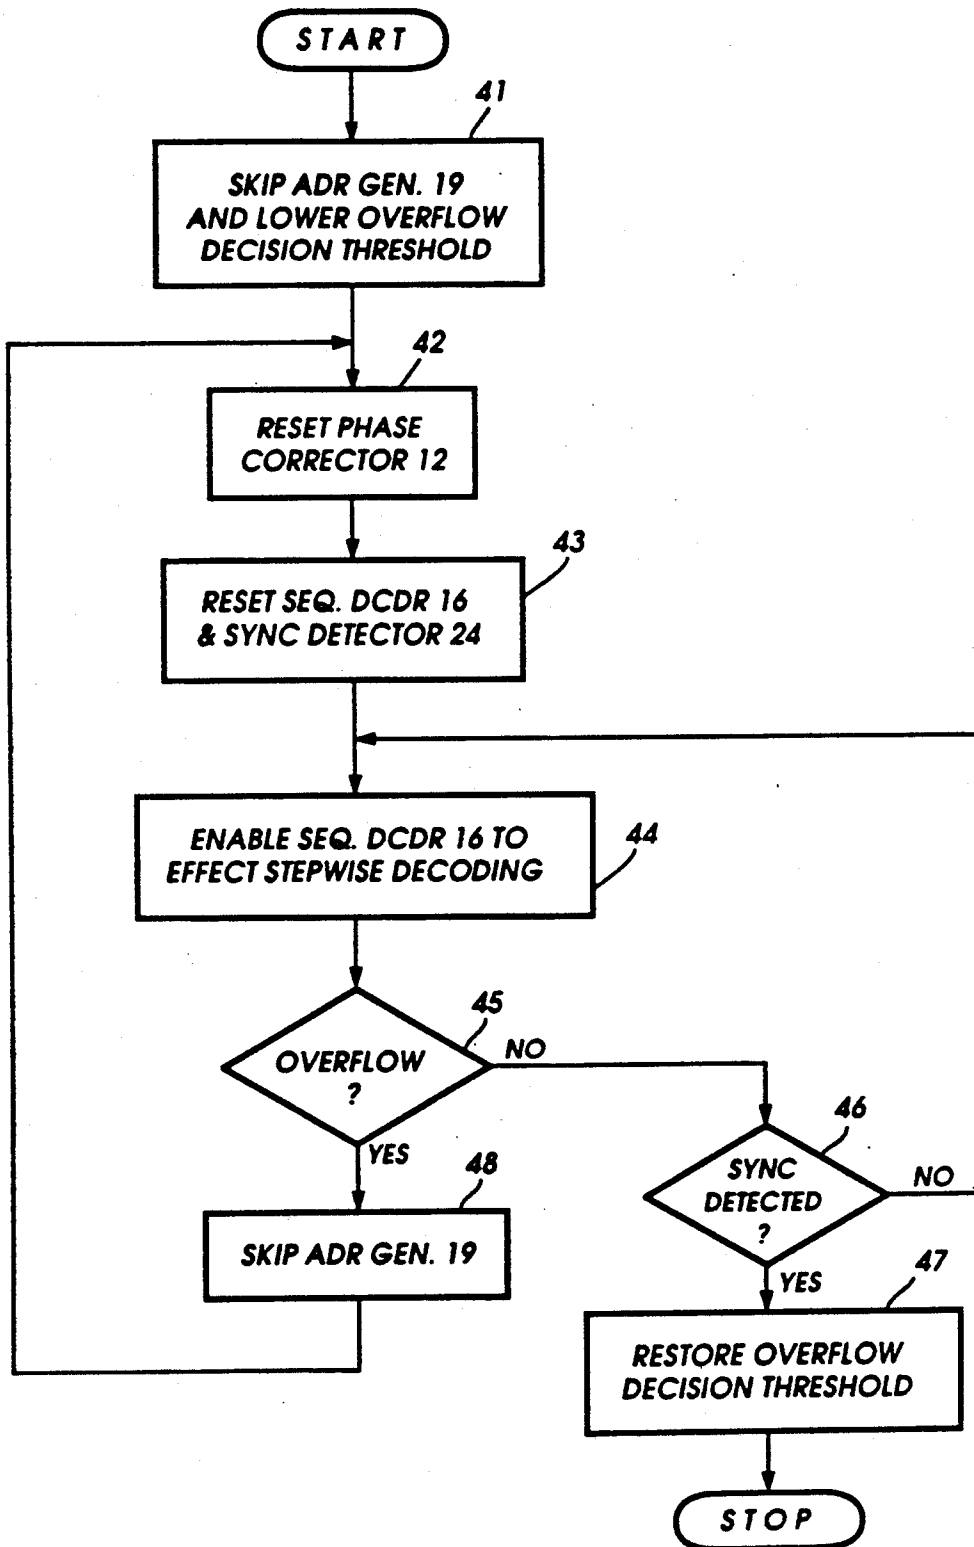 START
41
SKIP ADR GEN. 19
AND LOWER OVERFLOW
DECISION THRESHOLD
42
RESET PHASE
CORRECTOR 12
43
RESET SEQ. DCDR 16
& SYNC DETECTOR 24
44
ENABLE SEQ. DCDR 16 TO
EFFECT STEPWISE DECODING
45
OVERFLOW
?
NO
YES
46
SYNC
DETECTED
?
NO
YES
48
SKIP ADR GEN. 19
47
RESTORE OVERFLOW
DECISION THRESHOLD
STOP